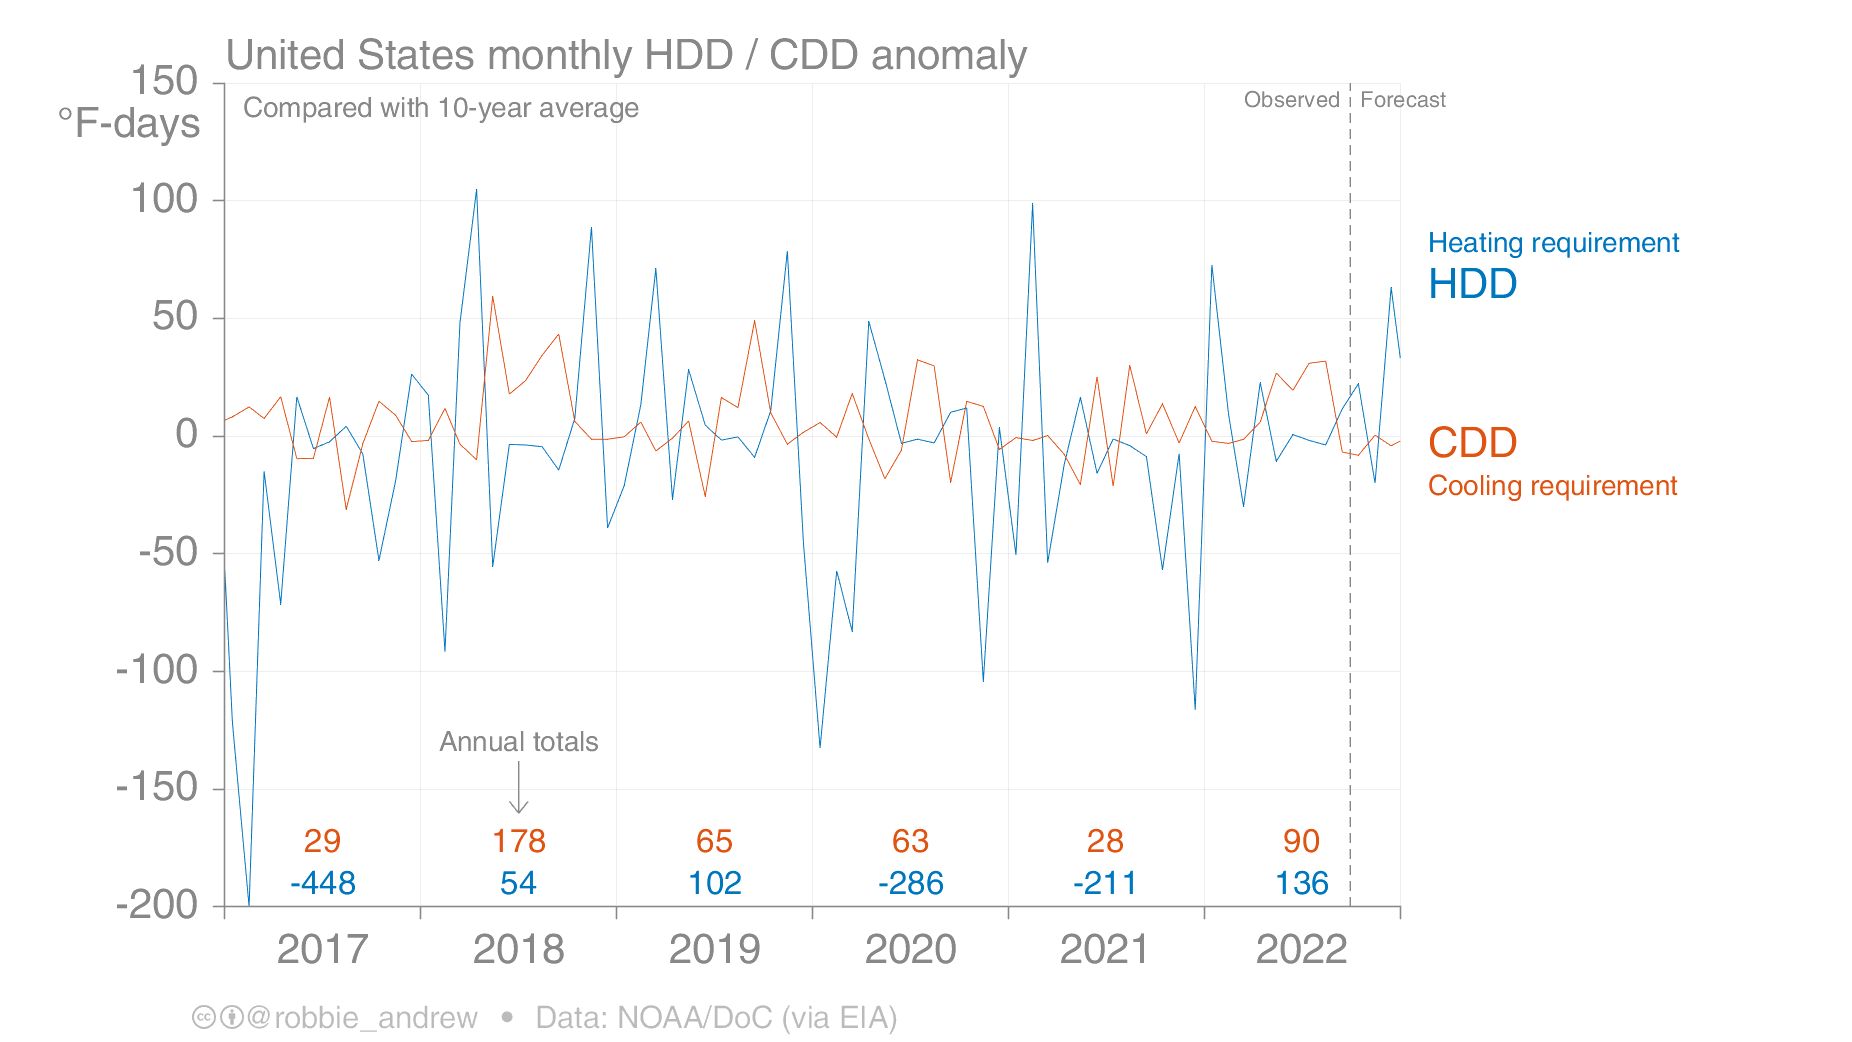 United States monthly HDD / CDD anomaly
150
°F-days
Compared with 10-year average
Observed
Forecast
100
50
0
-50
-100
-150
-200
Heating requirement
HDD
CDD
Cooling requirement
Annual totals
29 178 65 63 28 90
-448 54 102 -286 -211 136
2017 2018 2019 2020 2021 2022
cc @robbie_andrew • Data: NOAA/DoC (via EIA)